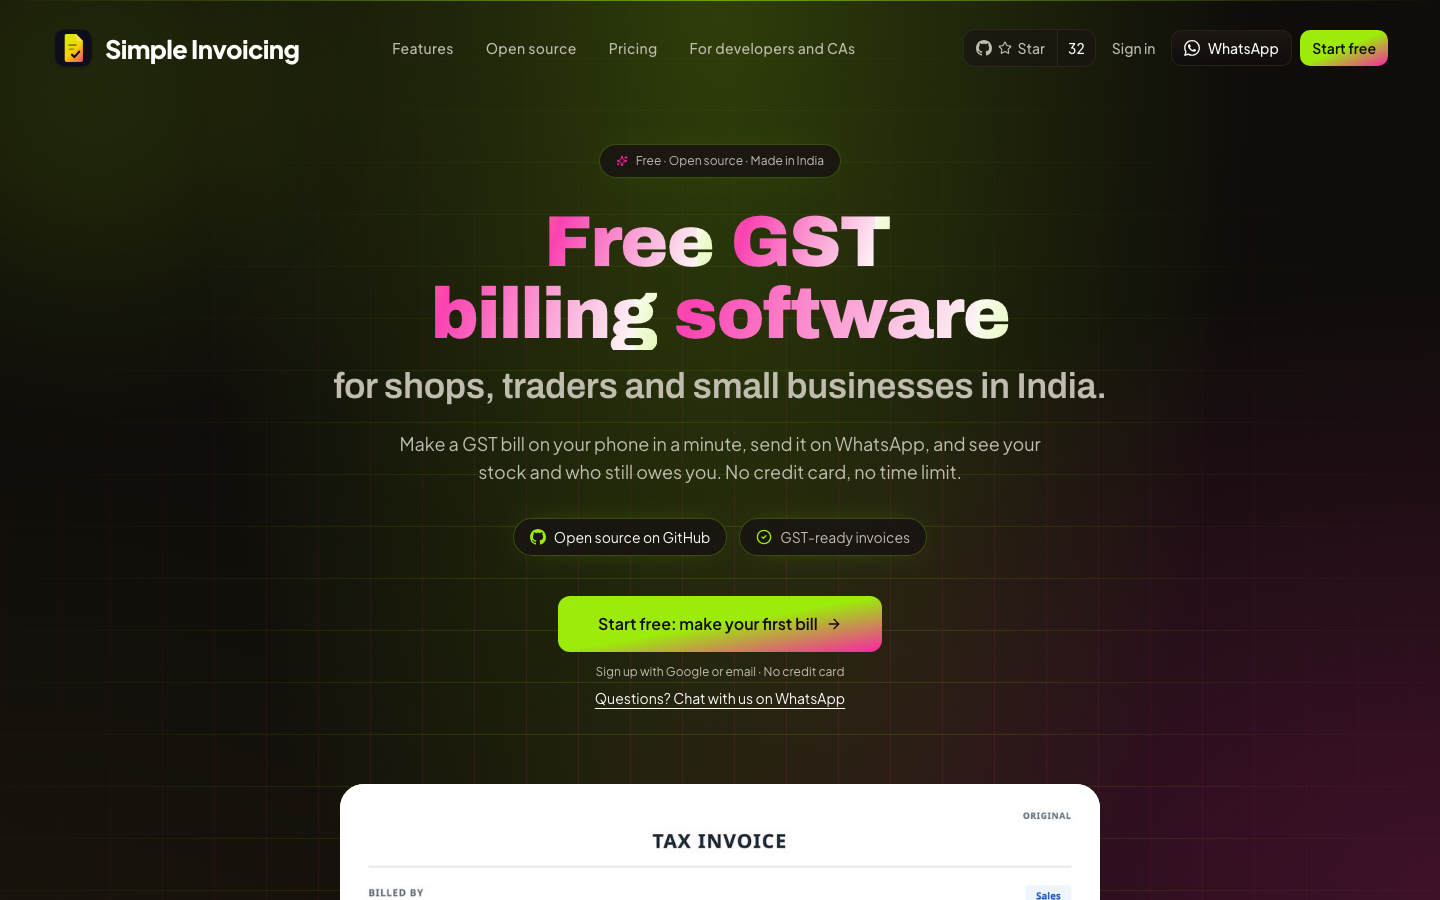 Simple Invoicing
Features
Open source
Pricing
For developers and CAs
Star
32
Sign in
WhatsApp
Start free
Free · Open source · Made in India
Free GST
billing software
for shops, traders and small businesses in India.
Make a GST bill on your phone in a minute, send it on WhatsApp, and see your
stock and who still owes you. No credit card, no time limit.
Open source on GitHub
GST-ready invoices
Start free: make your first bill
Sign up with Google or email · No credit card
Questions? Chat with us on WhatsApp
ORIGINAL
TAX INVOICE
BILLED BY
Sales